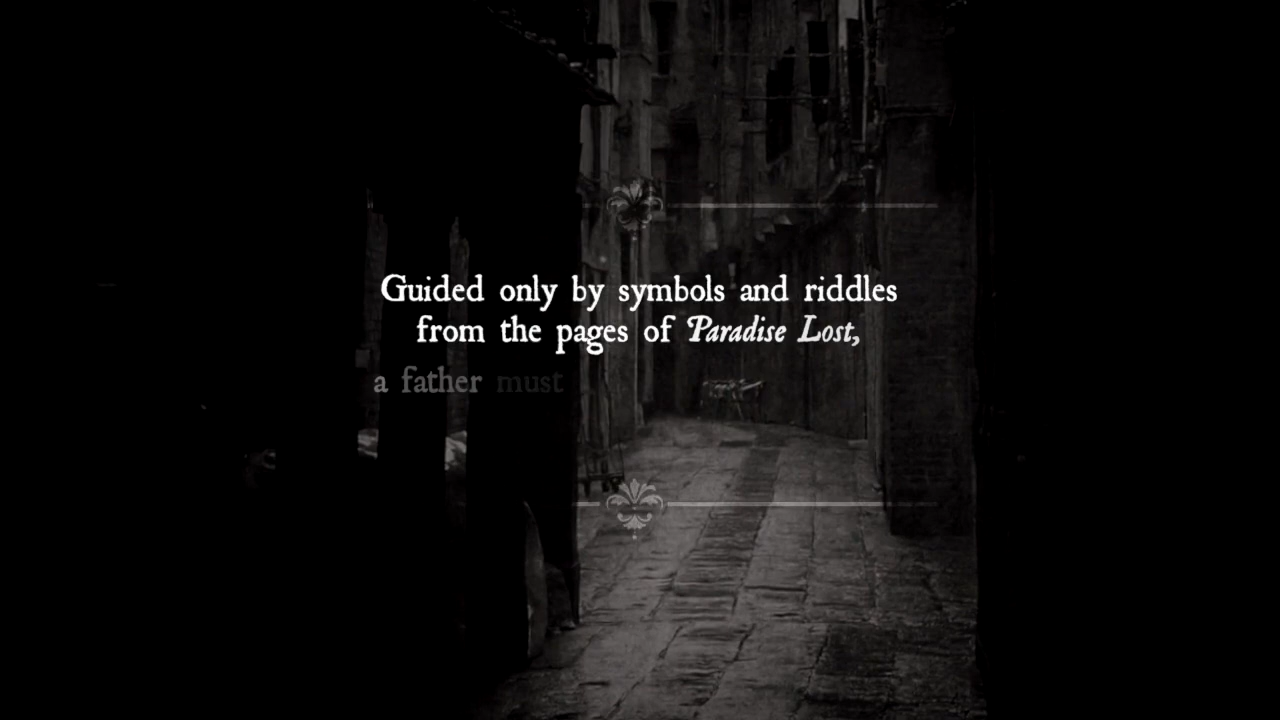 Guided only by symbols and riddles
from the pages of Paradise Lost,
a father must